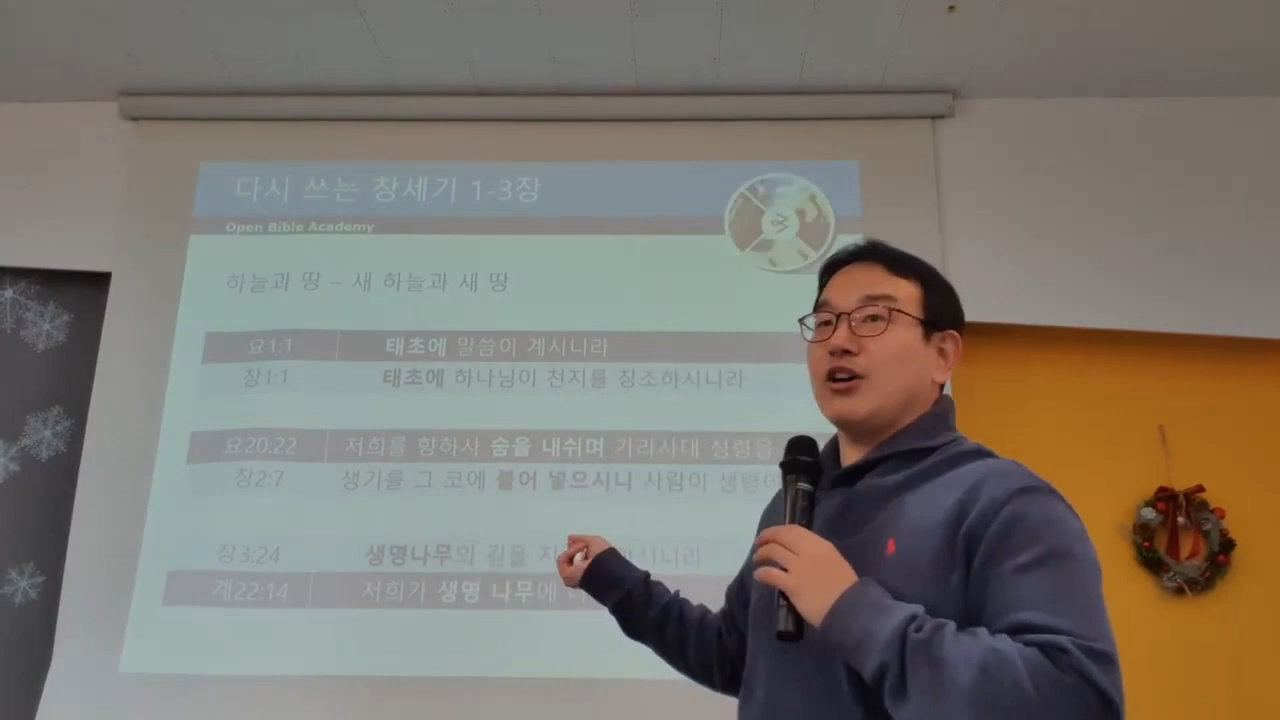 다시 쓰는 창세기 1-3장
Open Bible Academy
하늘과 땅 – 새 하늘과 새 땅
요1:1 태초에 말씀이 계시니라
창1:1 태초에 하나님이 천지를 창조하시니라
요20:22 저희를 향하사 숨을 내쉬며 가라사대 성령을
창2:7 생기를 그 코에 불어 넣으시니 사람이 생령이
창3:24 생명나무의 길을
계22:14 저희가 생명 나무에